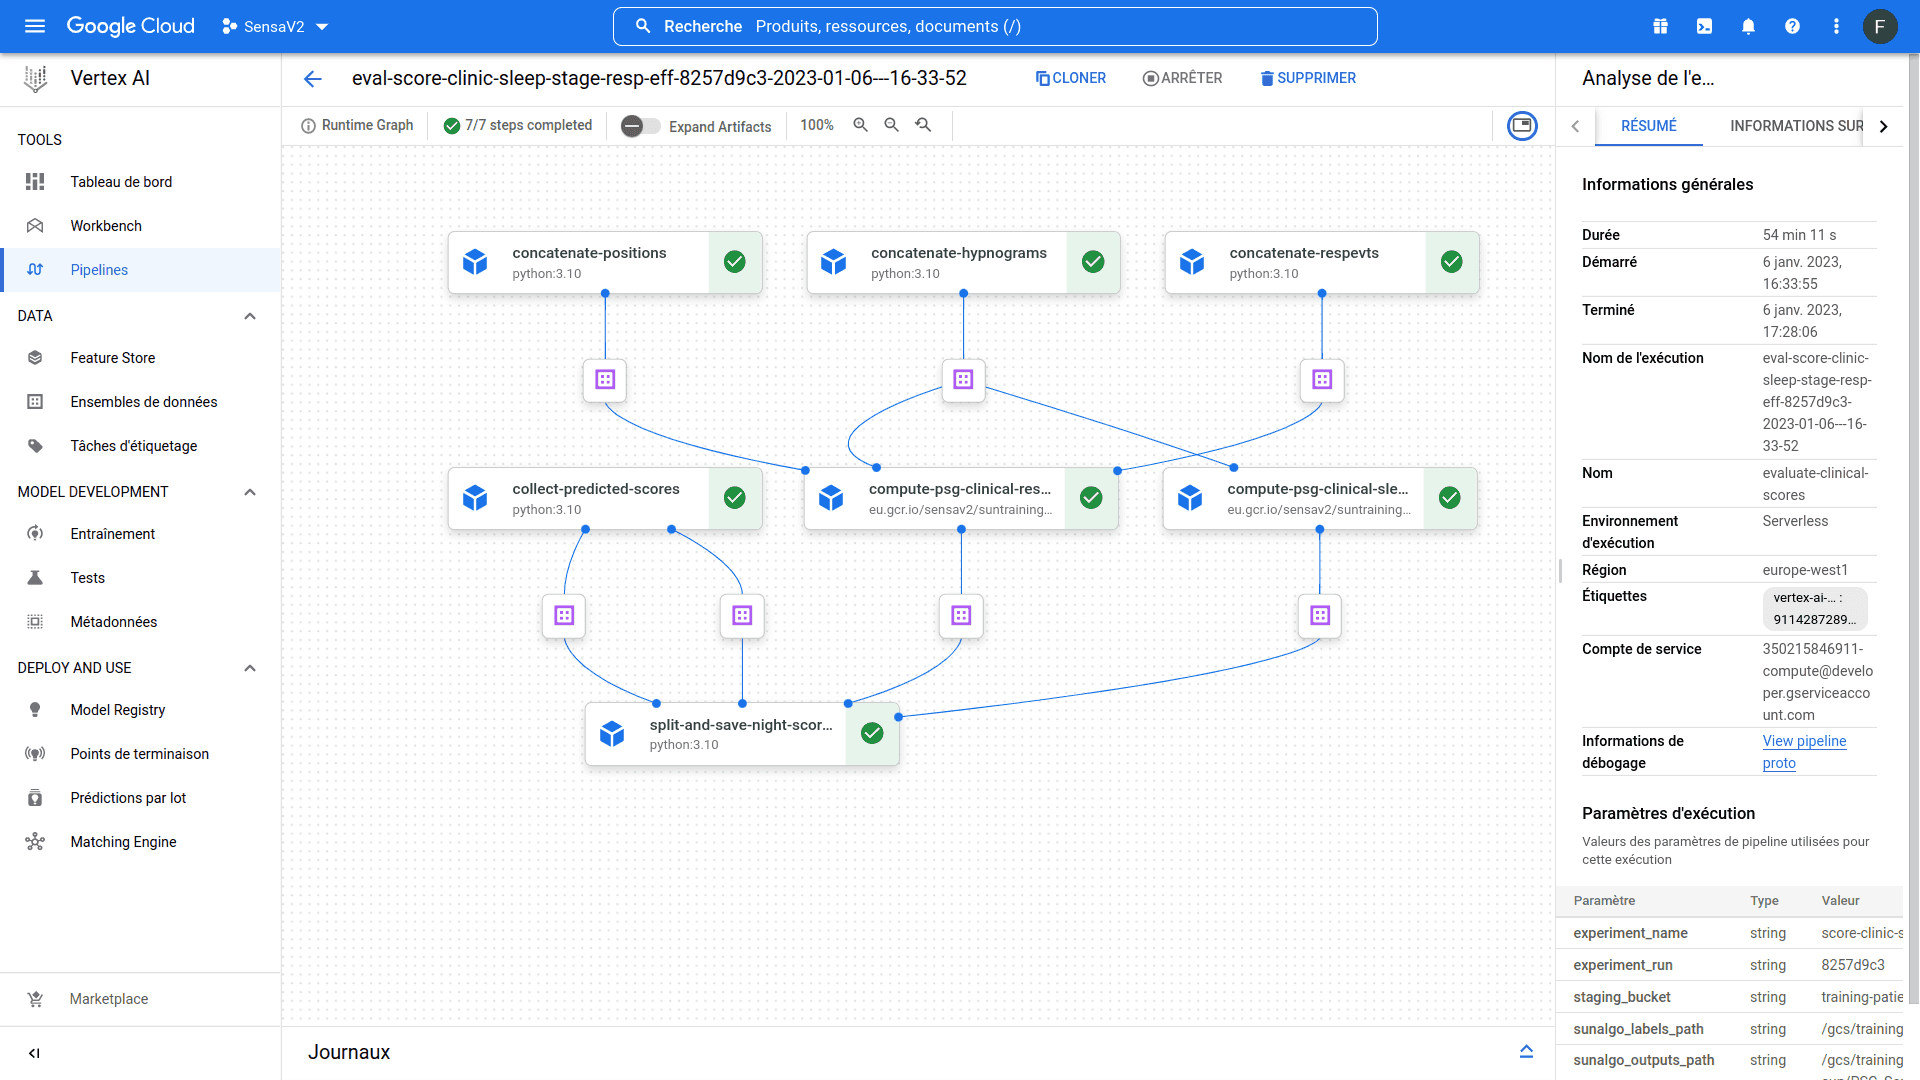 Google Cloud
SensaV2
Recherche Produits, ressources, documents (/)
F
Vertex AI
TOOLS
Tableau de bord
Workbench
Pipelines
DATA
Feature Store
Ensembles de données
Tâches d'étiquetage
MODEL DEVELOPMENT
Entraînement
Tests
Métadonnées
DEPLOY AND USE
Model Registry
Points de terminaison
Prédictions par lot
Matching Engine
Marketplace
eval-score-clinic-sleep-stage-resp-eff-8257d9c3-2023-01-06---16-33-52
CLONER
ARRÊTER
SUPPRIMER
Runtime Graph
7/7 steps completed
Expand Artifacts
100%
concatenate-positions
python:3.10
concatenate-hypnograms
python:3.10
concatenate-respevts
python:3.10
collect-predicted-scores
python:3.10
compute-psg-clinical-res...
eu.gcr.io/sensav2/suntraining...
compute-psg-clinical-sle...
eu.gcr.io/sensav2/suntraining...
split-and-save-night-scor...
python:3.10
Journaux
Analyse de l'e...
RÉSUMÉ
INFORMATIONS SUR
Informations générales
Durée 54 min 11 s
Démarré 6 janv. 2023,
16:33:55
Terminé 6 janv. 2023,
17:28:06
Nom de l'exécution eval-score-clinic-
sleep-stage-resp-
eff-8257d9c3-
2023-01-06---16-
33-52
Nom evaluate-clinical-
scores
Environnement Serverless
d'exécution
Région europe-west1
Étiquettes vertex-ai-... :
9114287289...
Compte de service 350215846911-
compute@develo
per.gserviceacco
unt.com
Informations de View pipeline
débogage proto
Paramètres d'exécution
Valeurs des paramètres de pipeline utilisées pour
cette exécution
Paramètre Type Valeur
experiment_name string score-clinic-s
experiment_run string 8257d9c3
staging_bucket string training-patie
sunalgo_labels_path string /gcs/training
sunalgo_outputs_path string /gcs/training